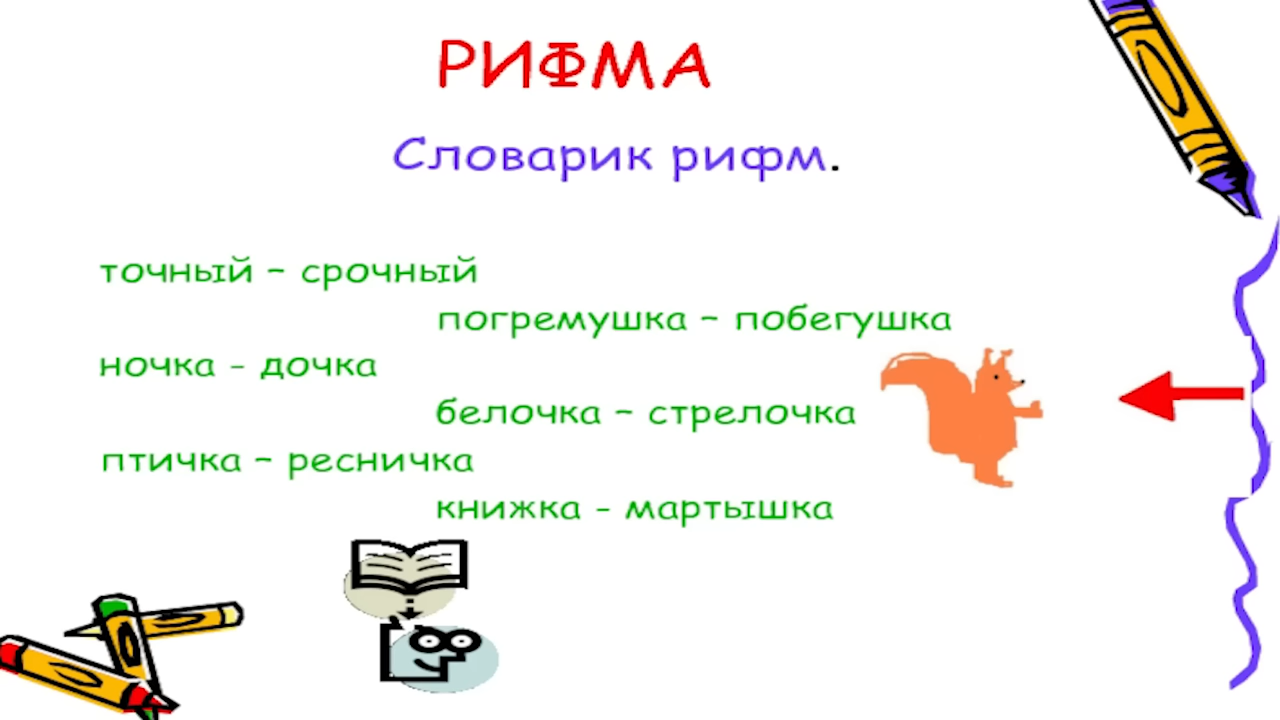 РИФМА
Словарик рифм.
точный – срочный
погремушка – побегушка
ночка - дочка
белочка – стрелочка
птичка – ресничка
книжка - мартышка